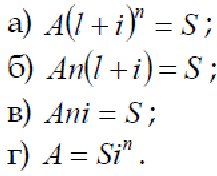 а) A(l + i)ⁿ = S ;
б) An(l + i) = S ;
в) Ani = S ;
г) A = Siⁿ .